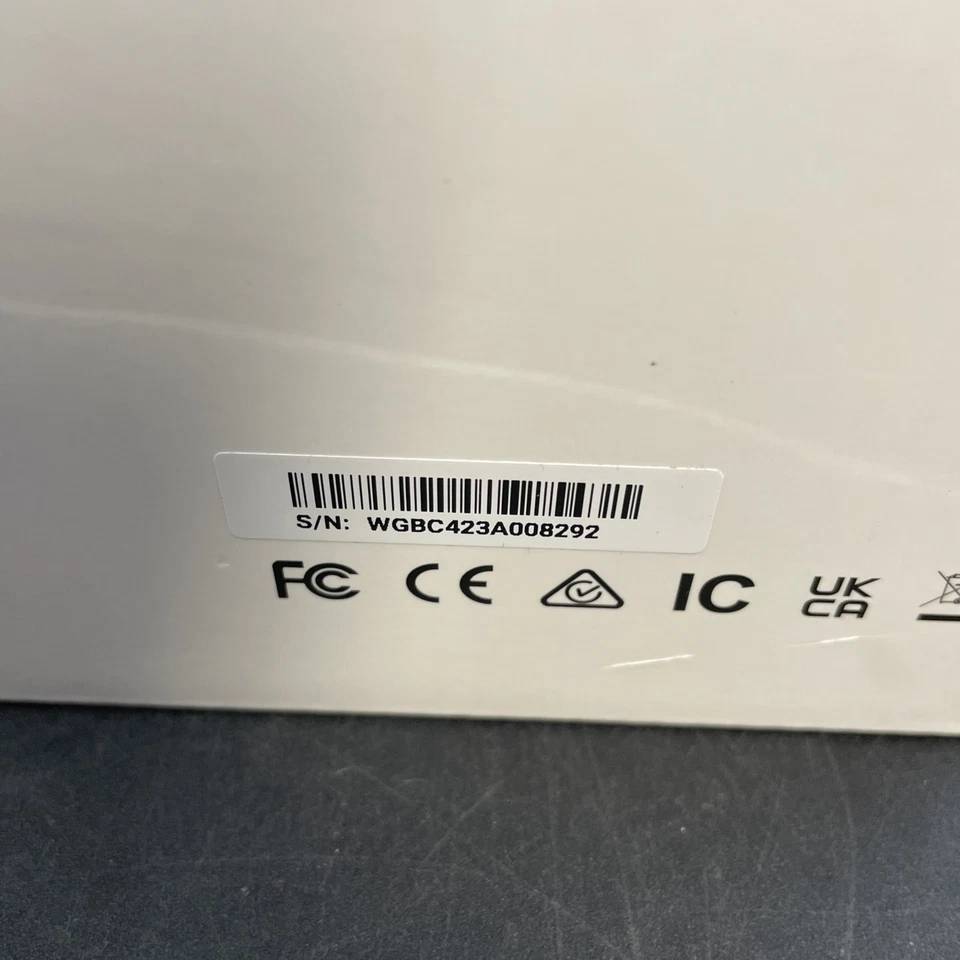 S/N: WGBC423A008292
FC CE IC UK
CA